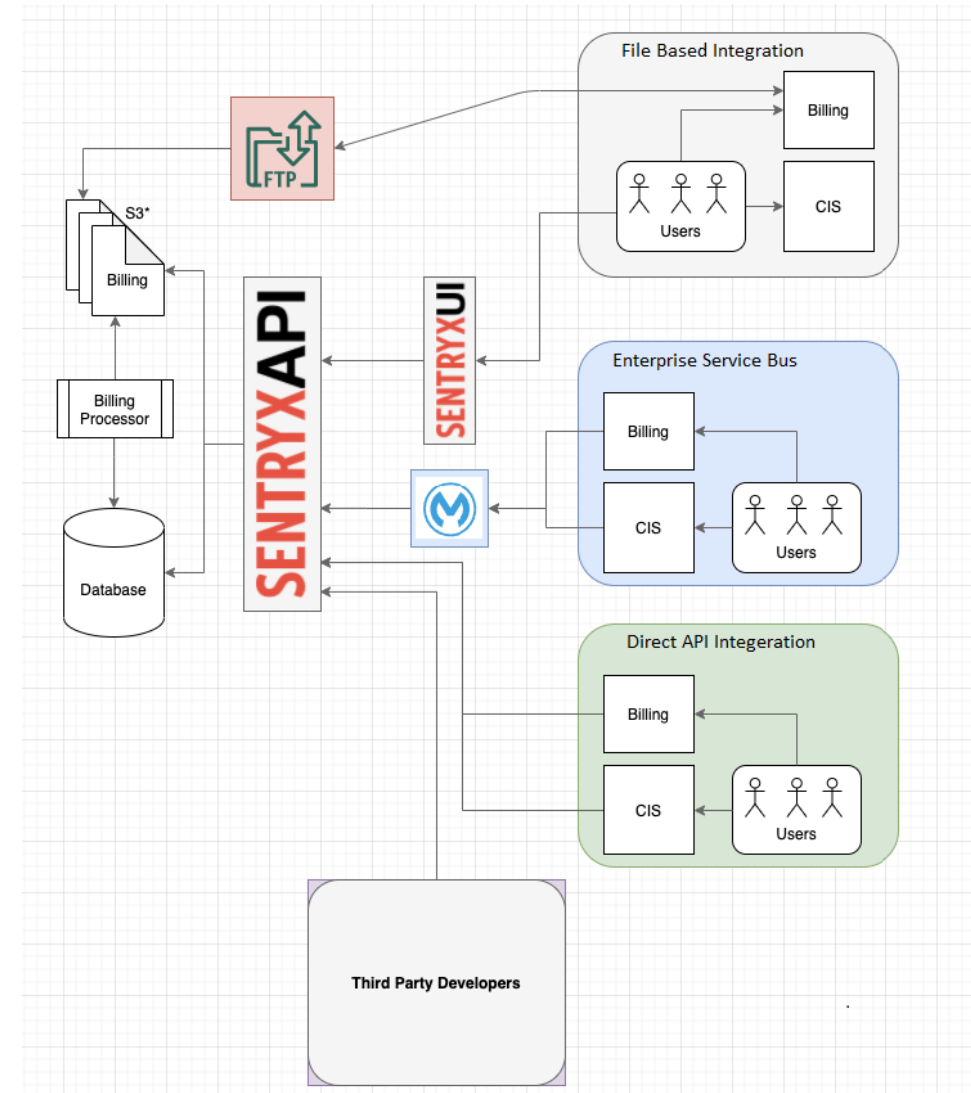 File Based Integration
Billing
FTP
S3*
CIS
Users
Billing
SENTRYXAPI
SENTRYXUI
Enterprise Service Bus
Billing
Processor
Billing
CIS
Users
Database
Direct API Integeration
Billing
CIS
Users
Third Party Developers